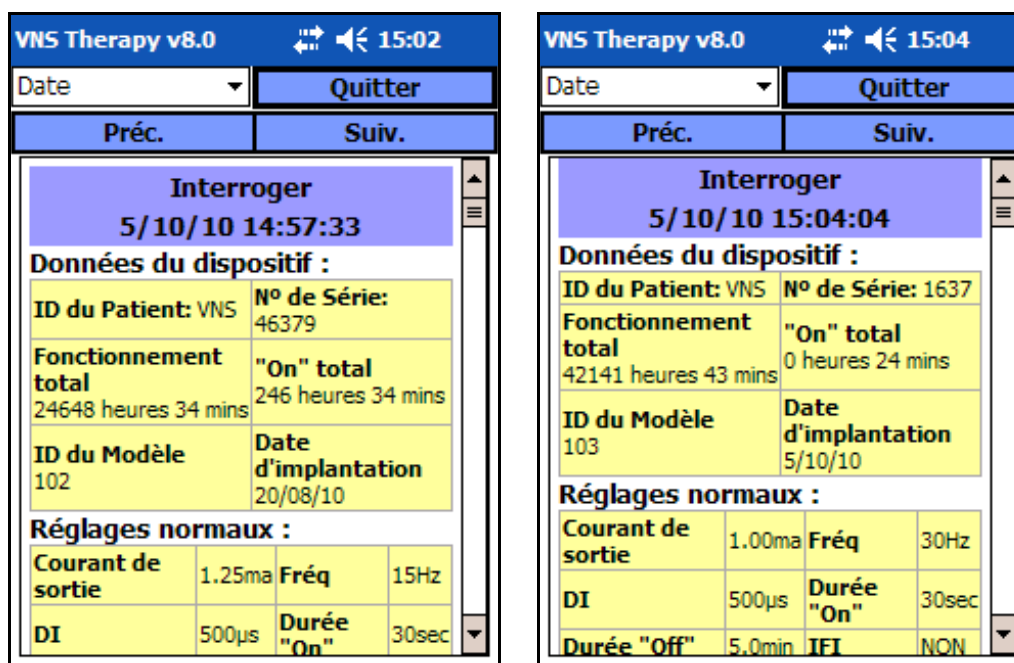 VNS Therapy v8.0 15:02
Date Quitter
Préc. Suiv.
Interroger
5/10/10 14:57:33
Données du dispositif :
ID du Patient: VNS Nº de Série: 46379
Fonctionnement total 24648 heures 34 mins "On" total 246 heures 34 mins
ID du Modèle 102 Date d'implantation 20/08/10
Réglages normaux :
Courant de sortie 1.25ma Fréq 15Hz
DI 500µs Durée "On" 30sec
VNS Therapy v8.0 15:04
Date Quitter
Préc. Suiv.
Interroger
5/10/10 15:04:04
Données du dispositif :
ID du Patient: VNS Nº de Série: 1637
Fonctionnement total 42141 heures 43 mins "On" total 0 heures 24 mins
ID du Modèle 103 Date d'implantation 5/10/10
Réglages normaux :
Courant de sortie 1.00ma Fréq 30Hz
DI 500µs Durée "On" 30sec
Durée "Off" 5.0min IFI NON